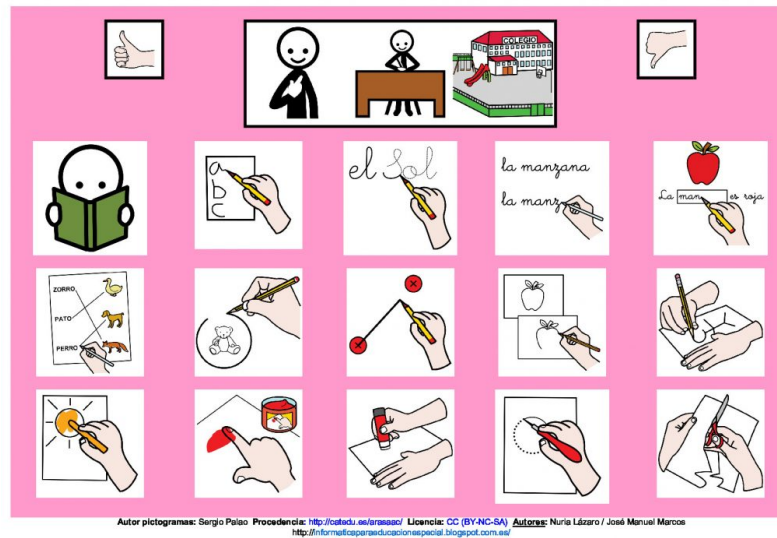 COLEGIO
a
b
c
el Sol
la manzana
la manz
La man es roja
ZORRO
PATO
PERRO
Autor pictogramas: Sergio Palao Procedencia: http://catedu.es/arasaac/ Licencia: CC (BY-NC-SA) Autores: Nuria Lázaro / José Manuel Marcos
http://informaticaparaeducacionespecial.blogspot.com.es/